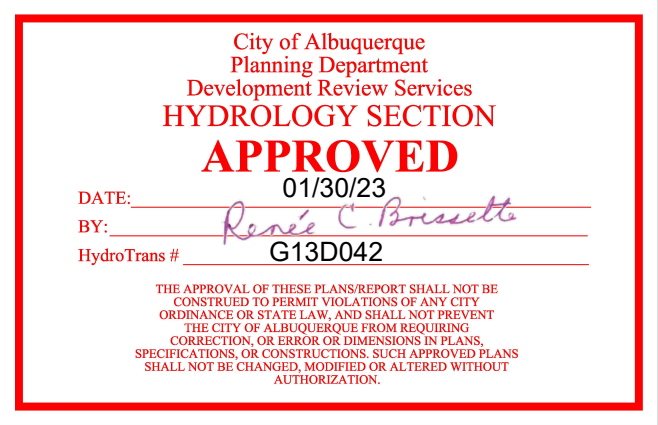 City of Albuquerque
Planning Department
Development Review Services
HYDROLOGY SECTION
APPROVED
DATE: 01/30/23
BY: Renée C. Brissette
HydroTrans # G13D042
THE APPROVAL OF THESE PLANS/REPORT SHALL NOT BE
CONSTRUED TO PERMIT VIOLATIONS OF ANY CITY
ORDINANCE OR STATE LAW, AND SHALL NOT PREVENT
THE CITY OF ALBUQUERQUE FROM REQUIRING
CORRECTION, OR ERROR OR DIMENSIONS IN PLANS,
SPECIFICATIONS, OR CONSTRUCTIONS. SUCH APPROVED PLANS
SHALL NOT BE CHANGED, MODIFIED OR ALTERED WITHOUT
AUTHORIZATION.